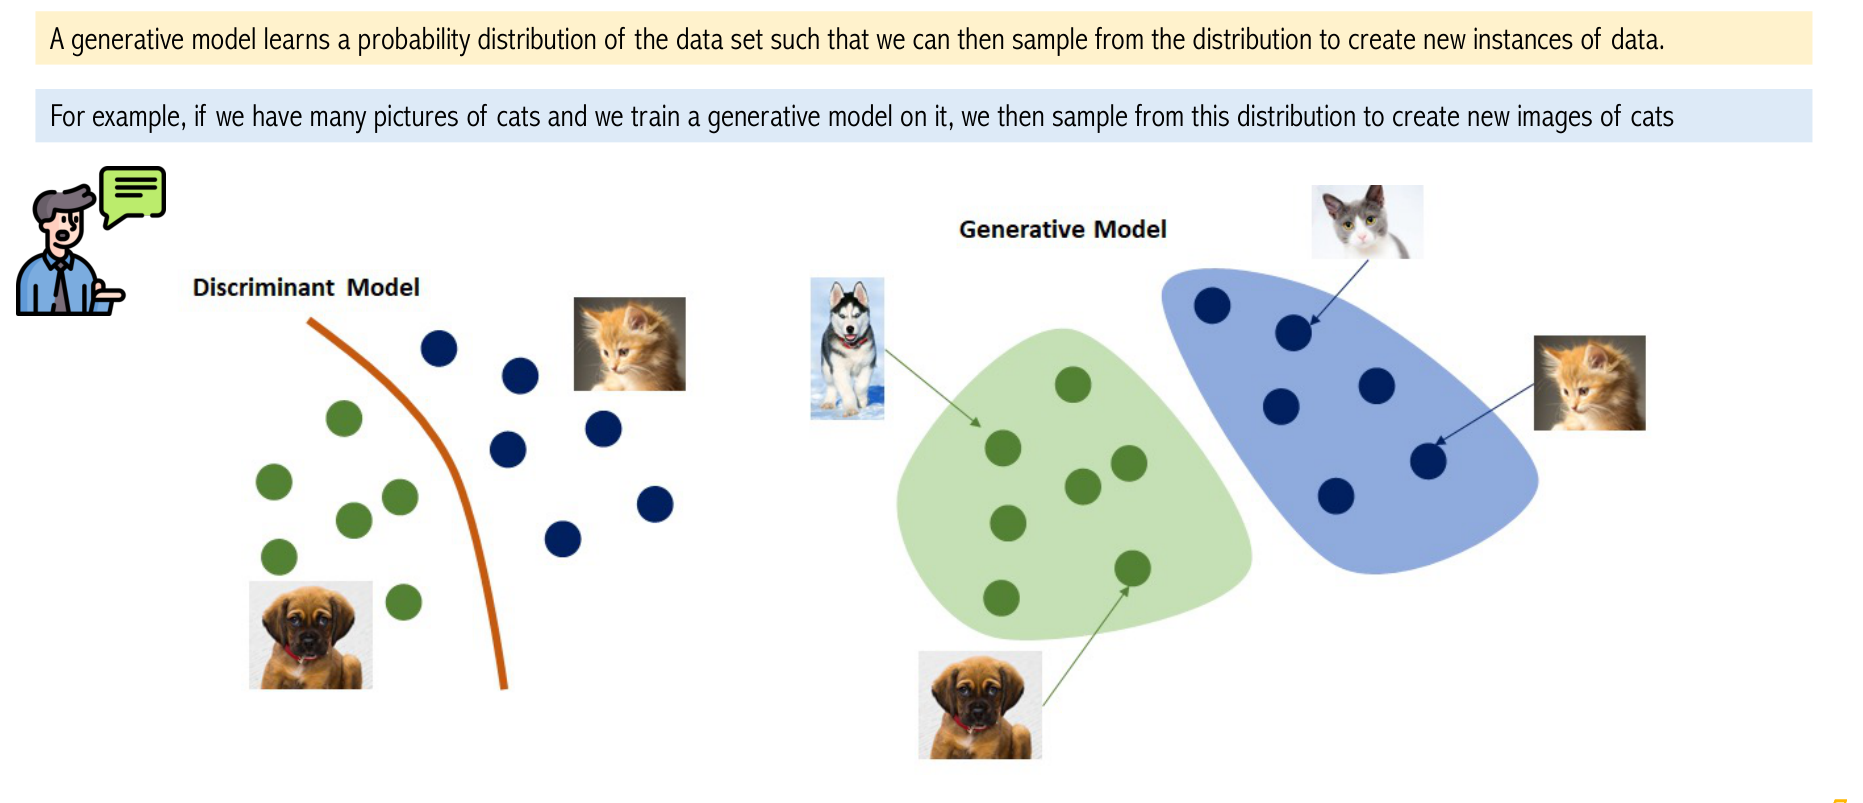 A generative model learns a probability distribution of the data set such that we can then sample from the distribution to create new instances of data.
For example, if we have many pictures of cats and we train a generative model on it, we then sample from this distribution to create new images of cats
Generative Model
Discriminant Model